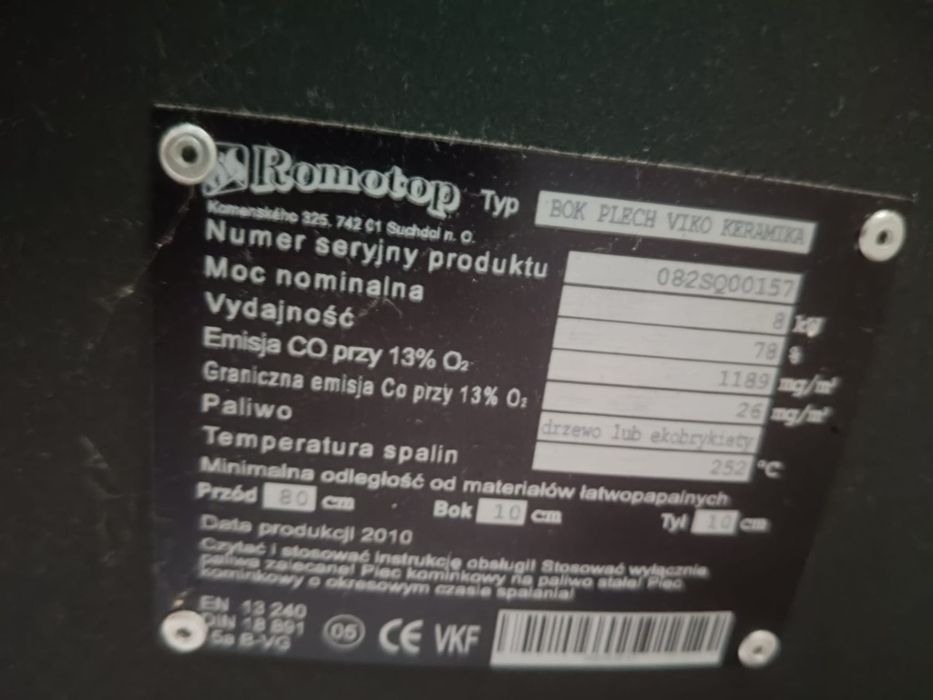 Romotop Typ BOK PLECH VIKO KERAMIKA
Komenského 325, 742 01 Suchdol n. O.
Numer seryjny produktu 082SQ00157
Moc nominalna 8 kW
Vydajność 78 %
Emisja CO przy 13% O₂ 1189 mg/m³
Graniczna emisja Co przy 13% O₂ 26 mg/m³
Paliwo drzewo lub ekobrykiety
Temperatura spalin 252 °C
Minimalna odległość od materiałów łatwopapalnych
Przód 80 cm Bok 10 cm Tył 10 cm
Data produkcji 2010
Czytać i stosować instrukcję obsługi! Stosować wyłącznie
paliwa zalecane! Piec kominkowy na paliwo stałe! Piec
kominkowy o okresowym czasie spalania!
EN 13 240
DIN 18 891
15a B-VG
05 CE VKF